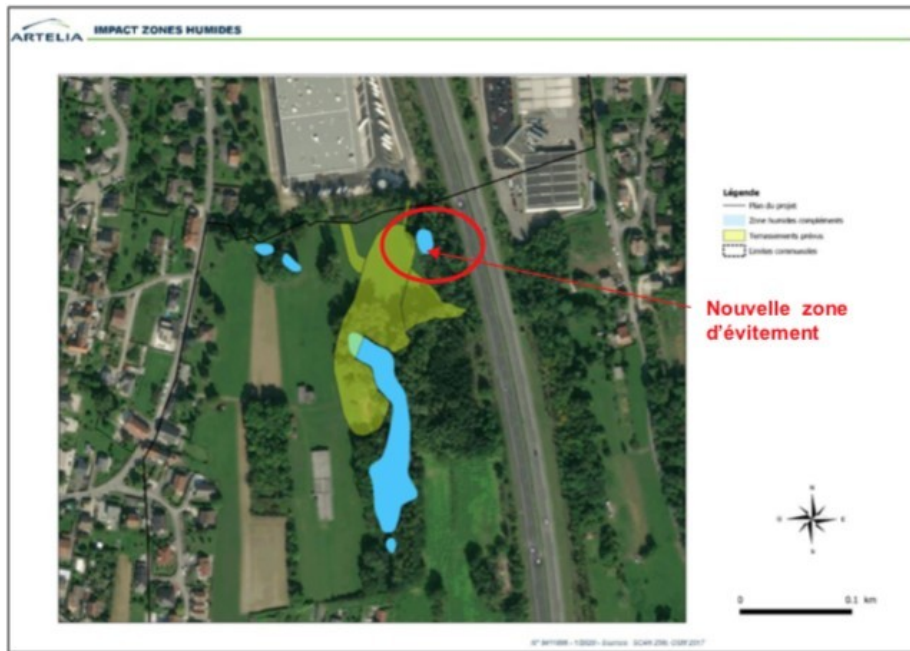 ARTELIA
IMPACT ZONES HUMIDES
Légende
Plan du projet
Zone humides compléments
Terrassements prévus
Limites communales
Nouvelle zone
d'évitement
N
O
E
S
0
0.1 km